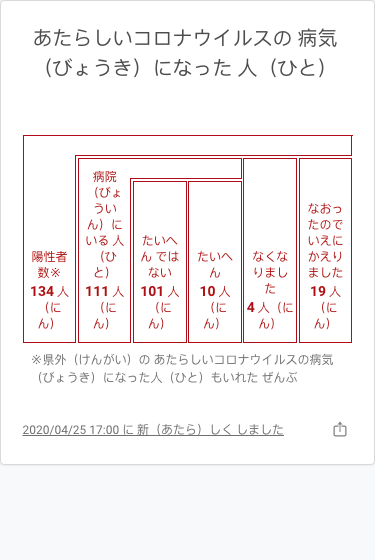 あたらしいコロナウイルスの 病気
（びょうき）になった 人（ひと）
陽性者
数※
134 人
（に
ん）
病院
（びょ
うい
ん）に
いる 人
（ひ
と）
111 人
（に
ん）
たいへ
ん では
ない
101 人
（に
ん）
たいへ
ん
10 人
（に
ん）
なくな
りまし
た
4 人（に
ん）
なおっ
たので
いえに
かえり
ました
19 人
（に
ん）
※県外（けんがい）の あたらしいコロナウイルスの病気
（びょうき）になった人（ひと）もいれた ぜんぶ
2020/04/25 17:00 に 新（あたら）しく しました